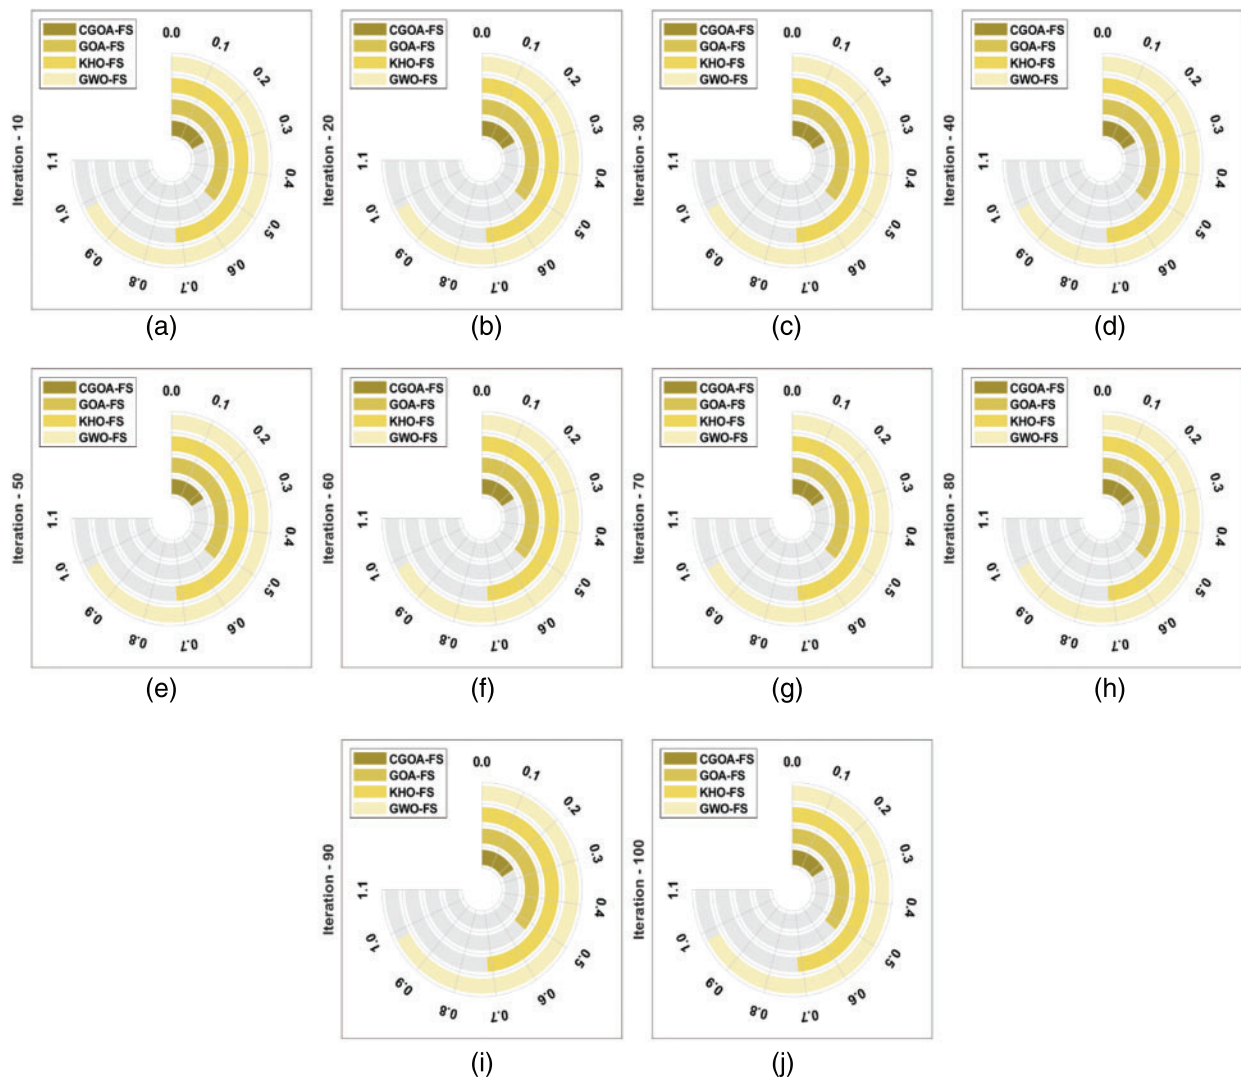 CGOA-FS
GOA-FS
KHO-FS
GWO-FS
0.0
0.1
0.2
0.3
0.4
0.5
0.6
0.7
0.8
0.9
1.0
1.1
Iteration - 10
(a)
CGOA-FS
GOA-FS
KHO-FS
GWO-FS
0.0
0.1
0.2
0.3
0.4
0.5
0.6
0.7
0.8
0.9
1.0
1.1
Iteration - 20
(b)
CGOA-FS
GOA-FS
KHO-FS
GWO-FS
0.0
0.1
0.2
0.3
0.4
0.5
0.6
0.7
0.8
0.9
1.0
1.1
Iteration - 30
(c)
CGOA-FS
GOA-FS
KHO-FS
GWO-FS
0.0
0.1
0.2
0.3
0.4
0.5
0.6
0.7
0.8
0.9
1.0
1.1
Iteration - 40
(d)
CGOA-FS
GOA-FS
KHO-FS
GWO-FS
0.0
0.1
0.2
0.3
0.4
0.5
0.6
0.7
0.8
0.9
1.0
1.1
Iteration - 50
(e)
CGOA-FS
GOA-FS
KHO-FS
GWO-FS
0.0
0.1
0.2
0.3
0.4
0.5
0.6
0.7
0.8
0.9
1.0
1.1
Iteration - 60
(f)
CGOA-FS
GOA-FS
KHO-FS
GWO-FS
0.0
0.1
0.2
0.3
0.4
0.5
0.6
0.7
0.8
0.9
1.0
1.1
Iteration - 70
(g)
CGOA-FS
GOA-FS
KHO-FS
GWO-FS
0.0
0.1
0.2
0.3
0.4
0.5
0.6
0.7
0.8
0.9
1.0
1.1
Iteration - 80
(h)
CGOA-FS
GOA-FS
KHO-FS
GWO-FS
0.0
0.1
0.2
0.3
0.4
0.5
0.6
0.7
0.8
0.9
1.0
1.1
Iteration - 90
(i)
CGOA-FS
GOA-FS
KHO-FS
GWO-FS
0.0
0.1
0.2
0.3
0.4
0.5
0.6
0.7
0.8
0.9
1.0
1.1
Iteration - 100
(j)